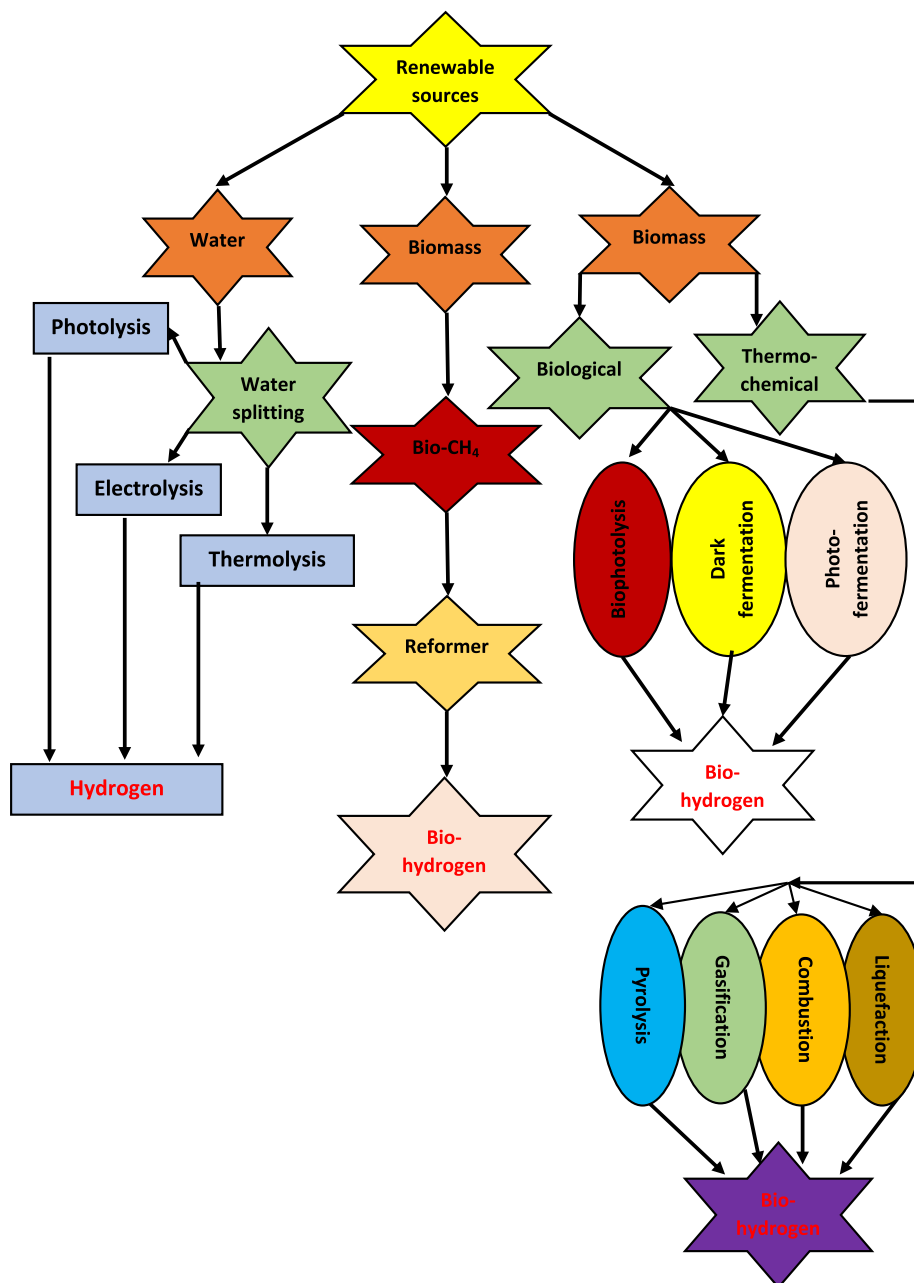 Renewable
sources
Water
Biomass
Biomass
Photolysis
Water
splitting
Biological
Thermo-
chemical
Electrolysis
Bio-CH₄
Thermolysis
Biophotolysis
Dark
fermentation
Photo-
fermentation
Reformer
Hydrogen
Bio-
hydrogen
Bio-
hydrogen
Pyrolysis
Gasification
Combustion
Liquefaction
Bio-
hydrogen